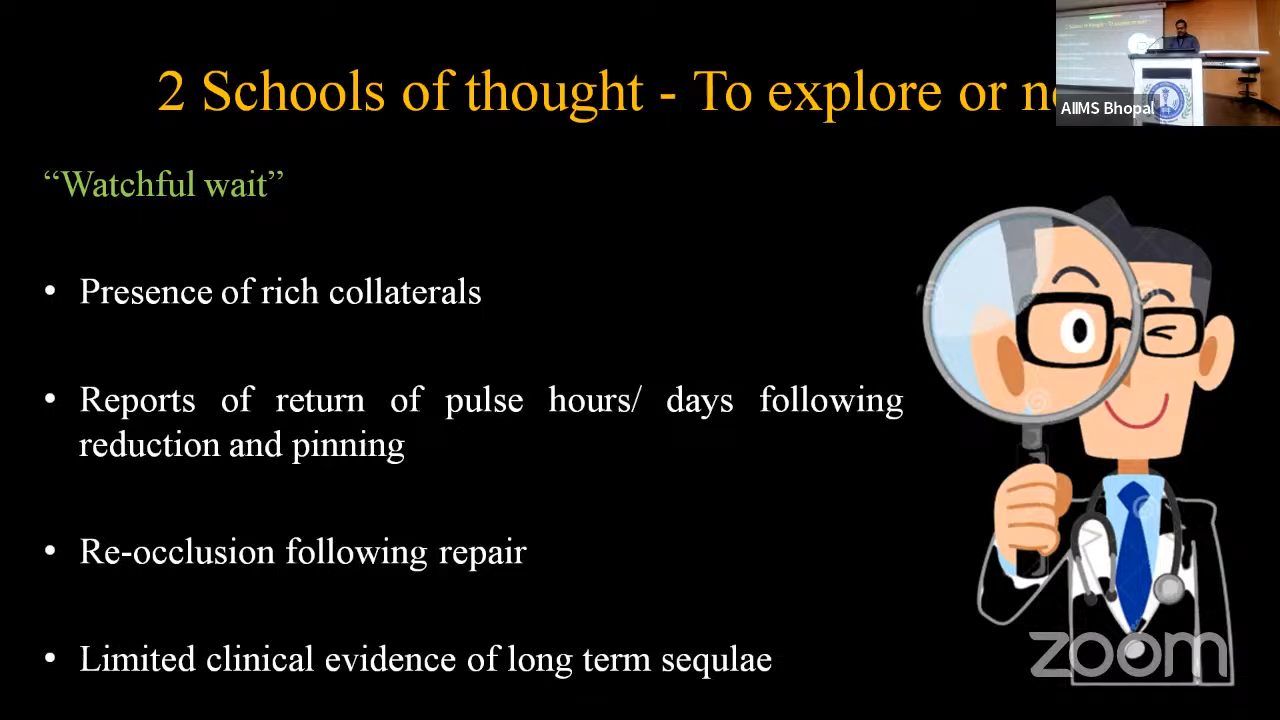 2 Schools of thought - To explore or n
AIIMS Bhopal
“Watchful wait”
• Presence of rich collaterals
• Reports of return of pulse hours/ days following
reduction and pinning
• Re-occlusion following repair
• Limited clinical evidence of long term sequlae
zoom